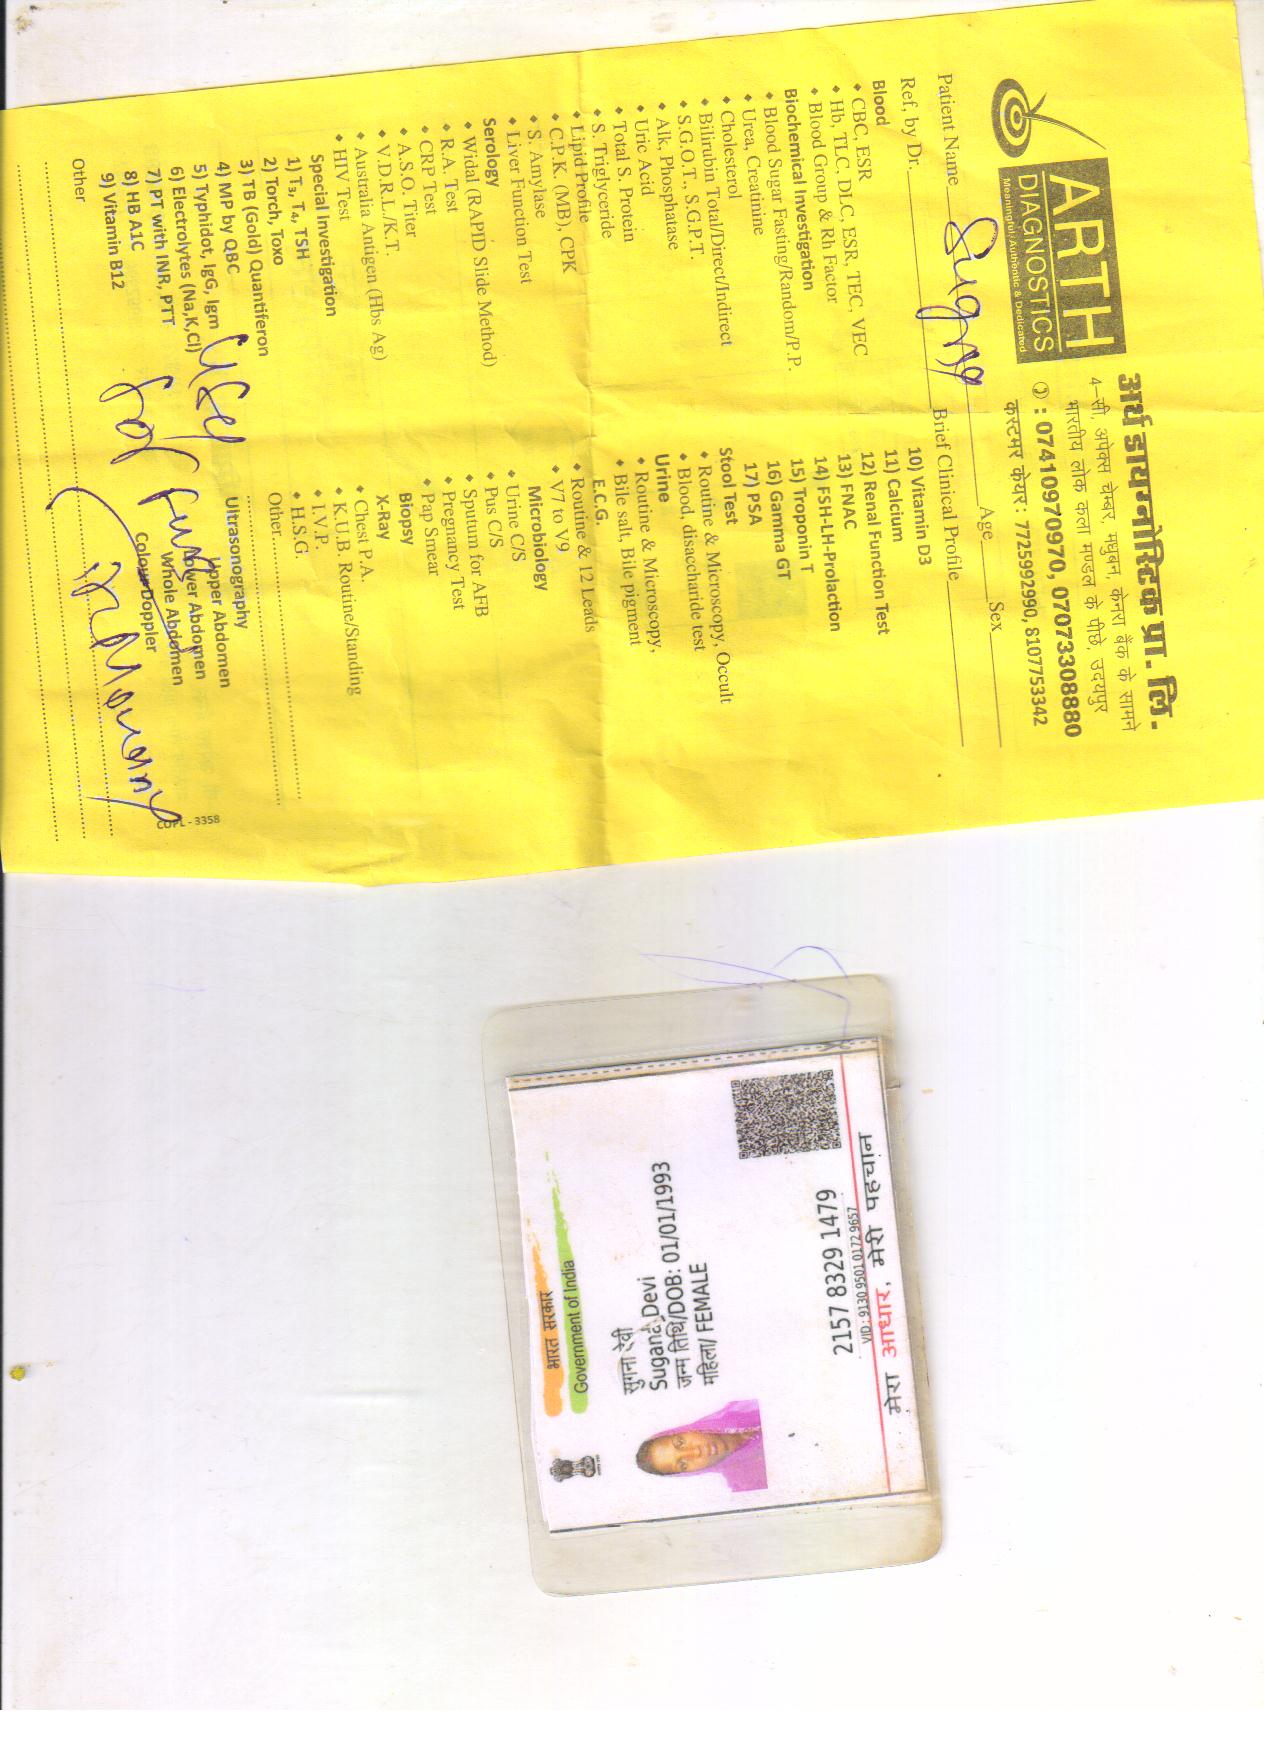 ARTH
DIAGNOSTICS
Meaningful, Authentic & Dedicated
अर्थ डायग्नोस्टिक प्रा. लि.
4–सी, अपेक्स चेम्बर, मधुबन, केनरा बैंक के सामने
भारतीय लोक कला मण्डल के पीछे, उदयपुर
: 07410970970, 07073308880
कस्टमर केयर : 7725992990, 8107753342
Patient Name Sugna Age Sex
Ref, by Dr. Brief Clinical Profile
Blood
• CBC, ESR
• Hb, TLC, DLC, ESR, TEC, VEC
• Blood Group & Rh Factor
Biochemical Investigation
• Blood Sugar Fasting/Random/P.P.
• Urea, Creatinine
• Cholesterol
• Bilirubin Total/Direct/Indirect
• S.G.O.T., S.G.P.T.
• Alk. Phosphatase
• Uric Acid
• Total S. Protein
• S. Triglyceride
• Lipid Profile
• C.P.K. (MB), CPK
• S. Amylase
• Liver Function Test
Serology
• Widal (RAPID Slide Method)
• R.A. Test
• CRP Test
• A.S.O. Titer
• V.D.R.L./K.T.
• Australia Antigen (Hbs Ag)
• HIV Test
Special Investigation
1) T₃, T₄, TSH
2) Torch, Toxo
3) TB (Gold) Quantiferon
4) MP by QBC
5) Typhidot, IgG, Igm
6) Electrolytes (Na,K,Cl)
7) PT with INR, PTT
8) HB A1C
9) Vitamin B12
Other
10) Vitamin D3
11) Calcium
12) Renal Function Test
13) FNAC
14) FSH-LH-Prolaction
15) Troponin T
16) Gamma GT
17) PSA
Stool Test
• Routine & Microscopy, Occult
• Blood, disaccharide test
Urine
• Routine & Microscopy,
• Bile salt, Bile pigment
E.C.G.
• Routine & 12 Leads
• V7 to V9
Microbiology
• Urine C/S
• Pus C/S
• Sputum for AFB
• Pregnancy Test
• Pap Smear
Biopsy
X-Ray
• Chest P.A.
• K.U.B. Routine/Standing
• I.V.P.
• H.S.G.
Other
Ultrasonography
Upper Abdomen
Lower Abdomen
Whole Abdomen
Colour Doppler
for
COPL - 3358
भारत सरकार
Government of India
सुगना देवी
Sugana Devi
जन्म तिथि/DOB: 01/01/1993
महिला/ FEMALE
2157 8329 1479
VID: 9130 9501 0172 9657
मेरा आधार, मेरी पहचान